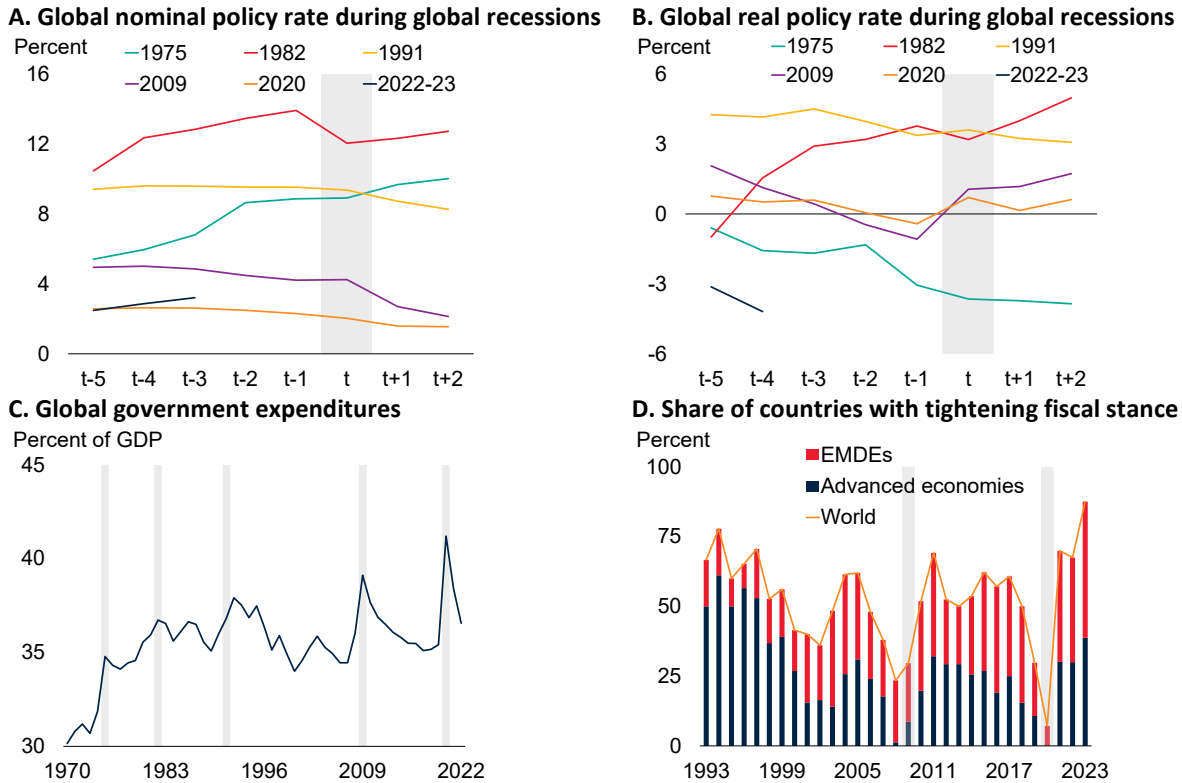 A. Global nominal policy rate during global recessions
Percent
1975 1982 1991
2009 2020 2022-23
16
12
8
4
0
t-5 t-4 t-3 t-2 t-1 t t+1 t+2
B. Global real policy rate during global recessions
Percent
1975 1982 1991
2009 2020 2022-23
6
3
0
-3
-6
t-5 t-4 t-3 t-2 t-1 t t+1 t+2
C. Global government expenditures
Percent of GDP
45
40
35
30
1970 1983 1996 2009 2022
D. Share of countries with tightening fiscal stance
Percent
EMDEs
Advanced economies
World
100
75
50
25
0
1993 1999 2005 2011 2017 2023